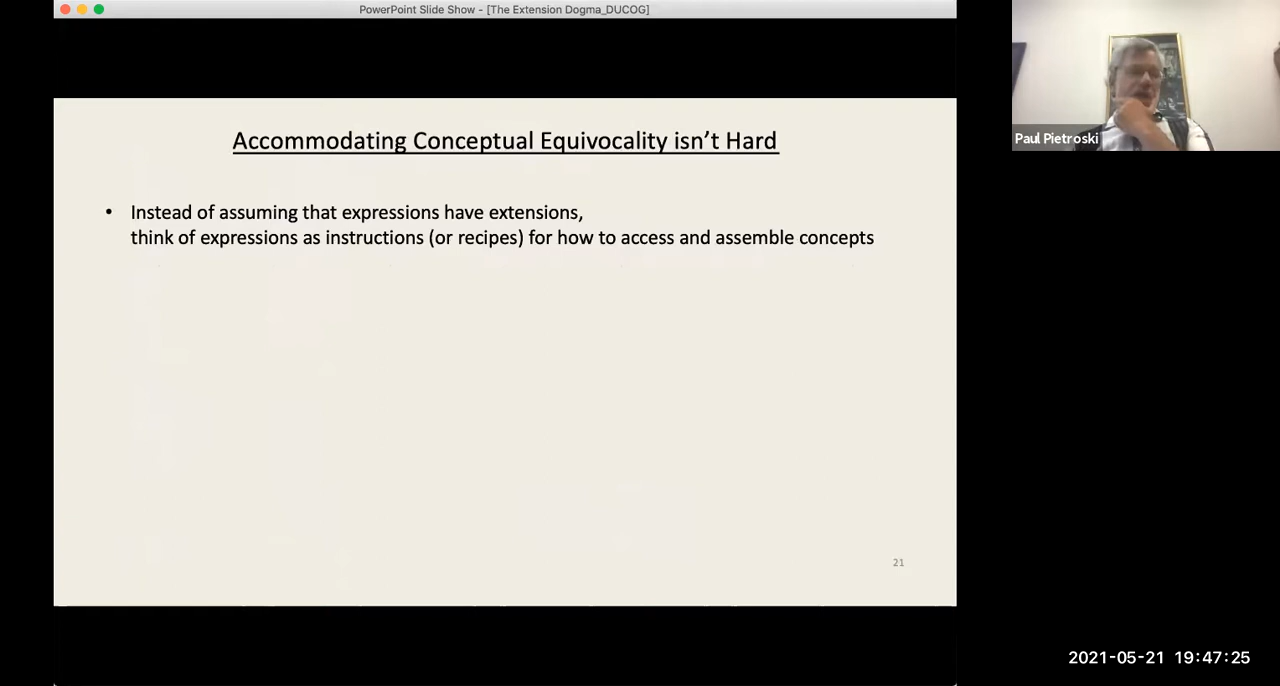 PowerPoint Slide Show - [The Extension Dogma_DUCOG]
Paul Pietroski
Accommodating Conceptual Equivocality isn’t Hard
• Instead of assuming that expressions have extensions,
think of expressions as instructions (or recipes) for how to access and assemble concepts
21
2021-05-21 19:47:25